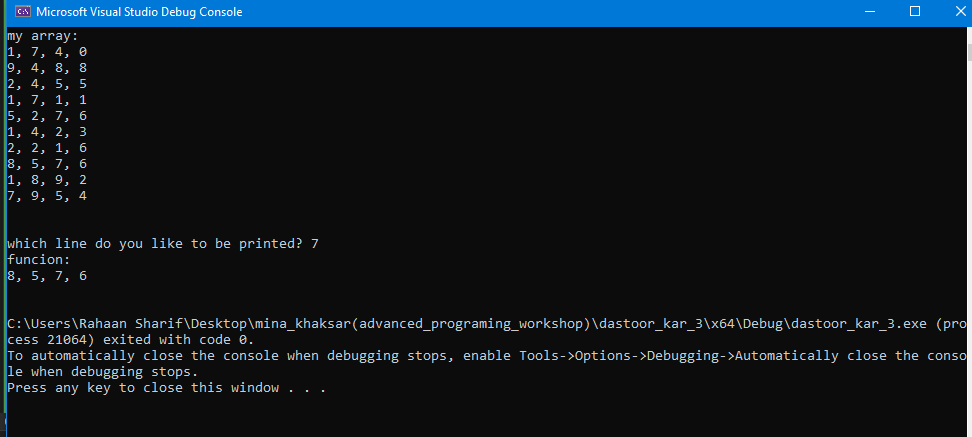 Microsoft Visual Studio Debug Console
my array:
1, 7, 4, 0
9, 4, 8, 8
2, 4, 5, 5
1, 7, 1, 1
5, 2, 7, 6
1, 4, 2, 3
2, 2, 1, 6
8, 5, 7, 6
1, 8, 9, 2
7, 9, 5, 4
which line do you like to be printed? 7
funcion:
8, 5, 7, 6
C:\Users\Rahaan Sharif\Desktop\mina_khaksar(advanced_programing_workshop)\dastoor_kar_3\x64\Debug\dastoor_kar_3.exe (pro
cess 21064) exited with code 0.
To automatically close the console when debugging stops, enable Tools->Options->Debugging->Automatically close the conso
le when debugging stops.
Press any key to close this window . . .